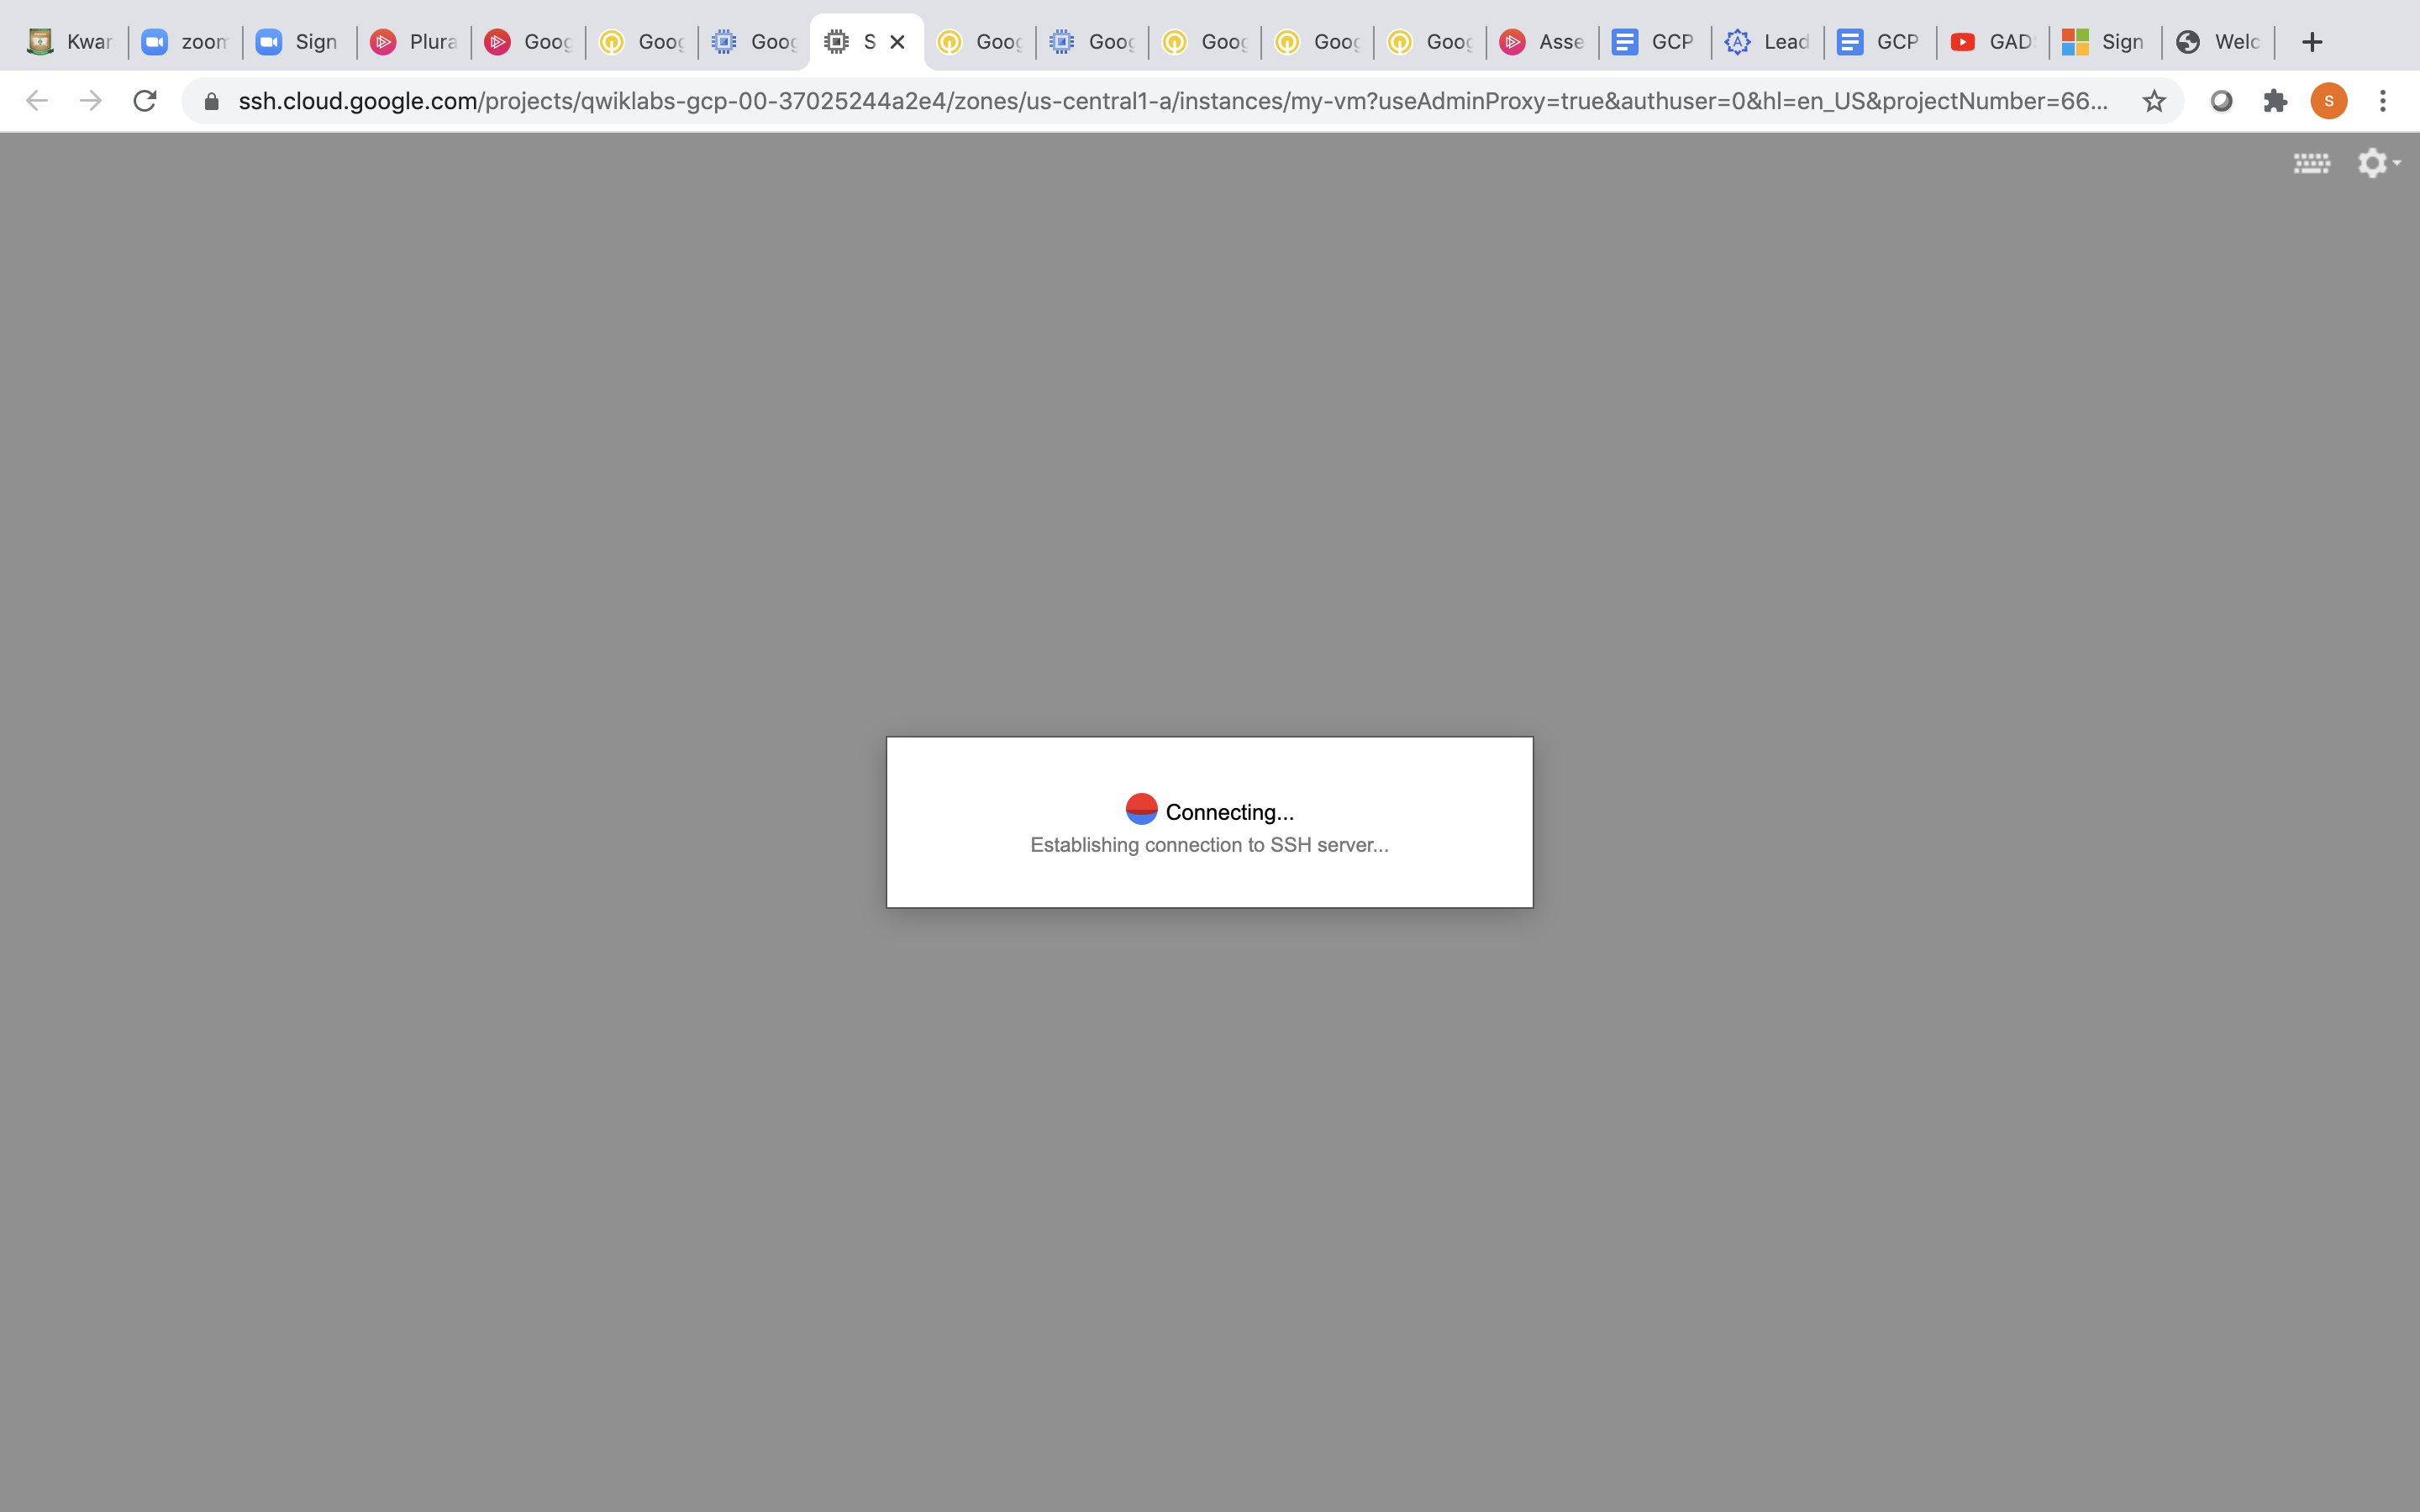 Kwar
zoom
Sign
Plura
Goog
Goog
Goog
S
Goog
Goog
Goog
Goog
Goog
Asse
GCP
Lead
GCP
GAD
Sign
Welc
ssh.cloud.google.com/projects/qwiklabs-gcp-00-37025244a2e4/zones/us-central1-a/instances/my-vm?useAdminProxy=true&authuser=0&hl=en_US&projectNumber=66...
S
Connecting...
Establishing connection to SSH server...